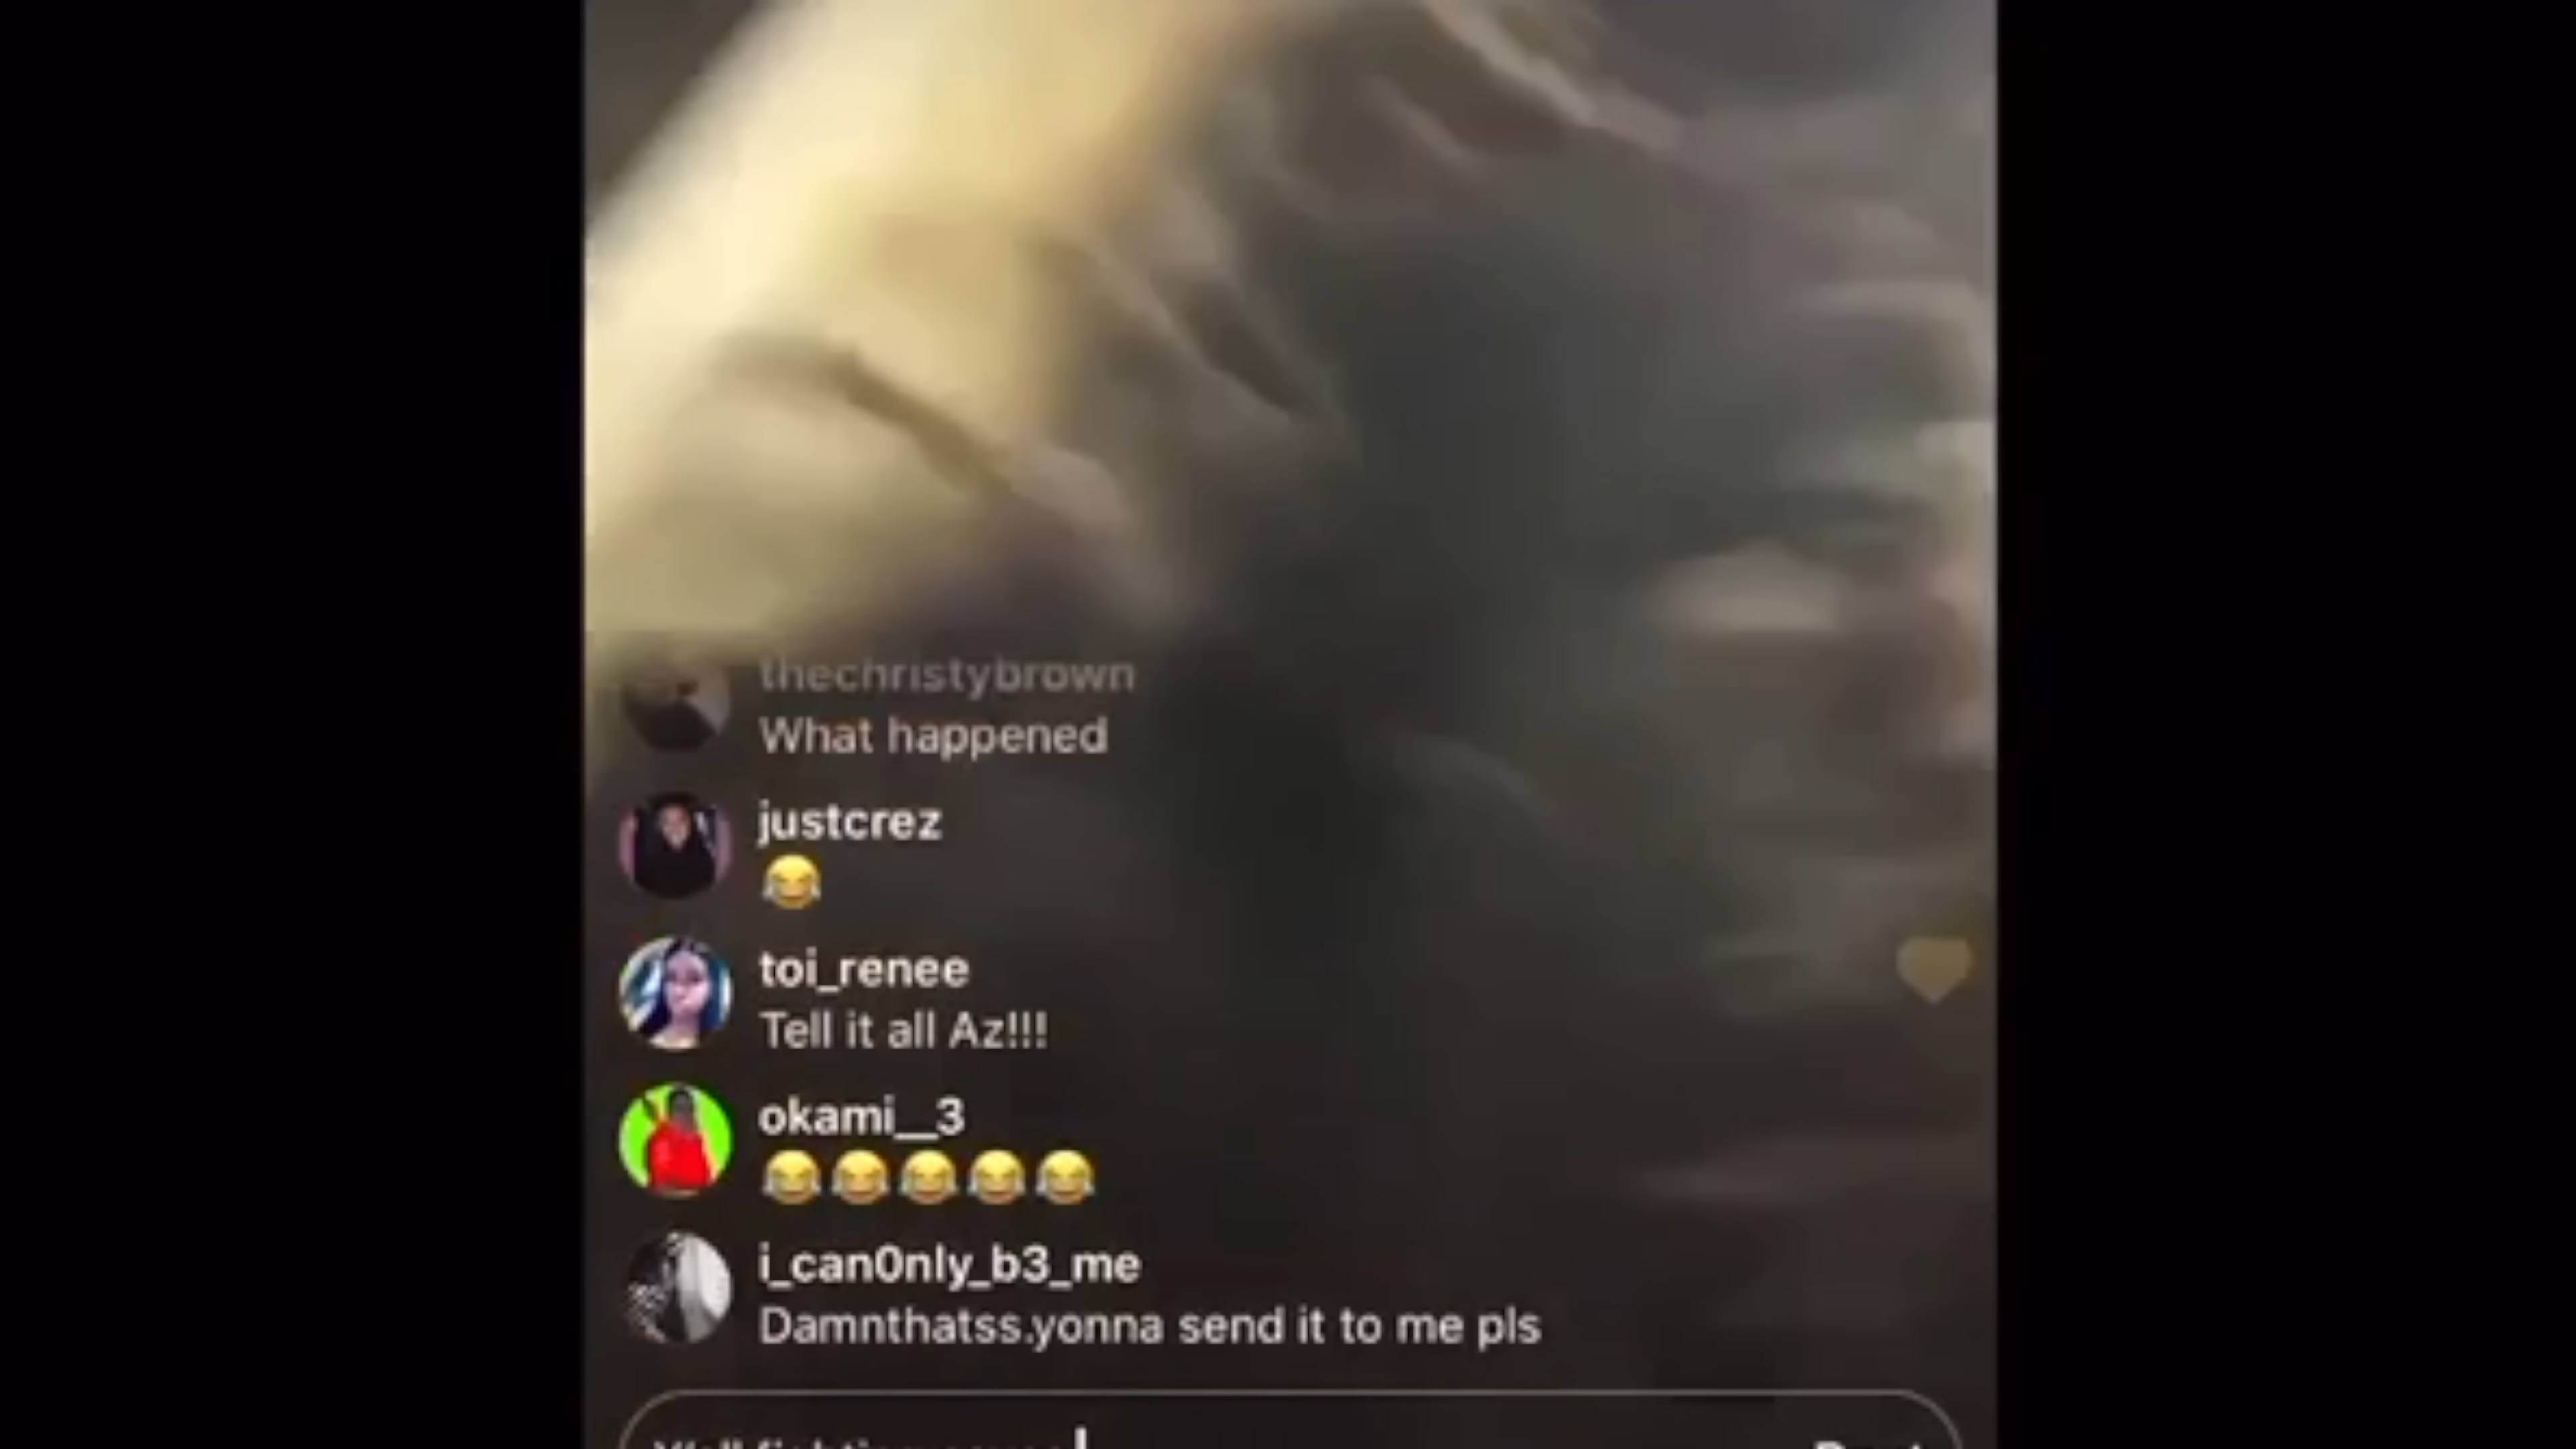 thechristybrown
What happened
justcrez
😂
toi_renee
Tell it all Az!!!
okami__3
😂😂😂😂😂
i_can0nly_b3_me
Damnthatss.yonna send it to me pls